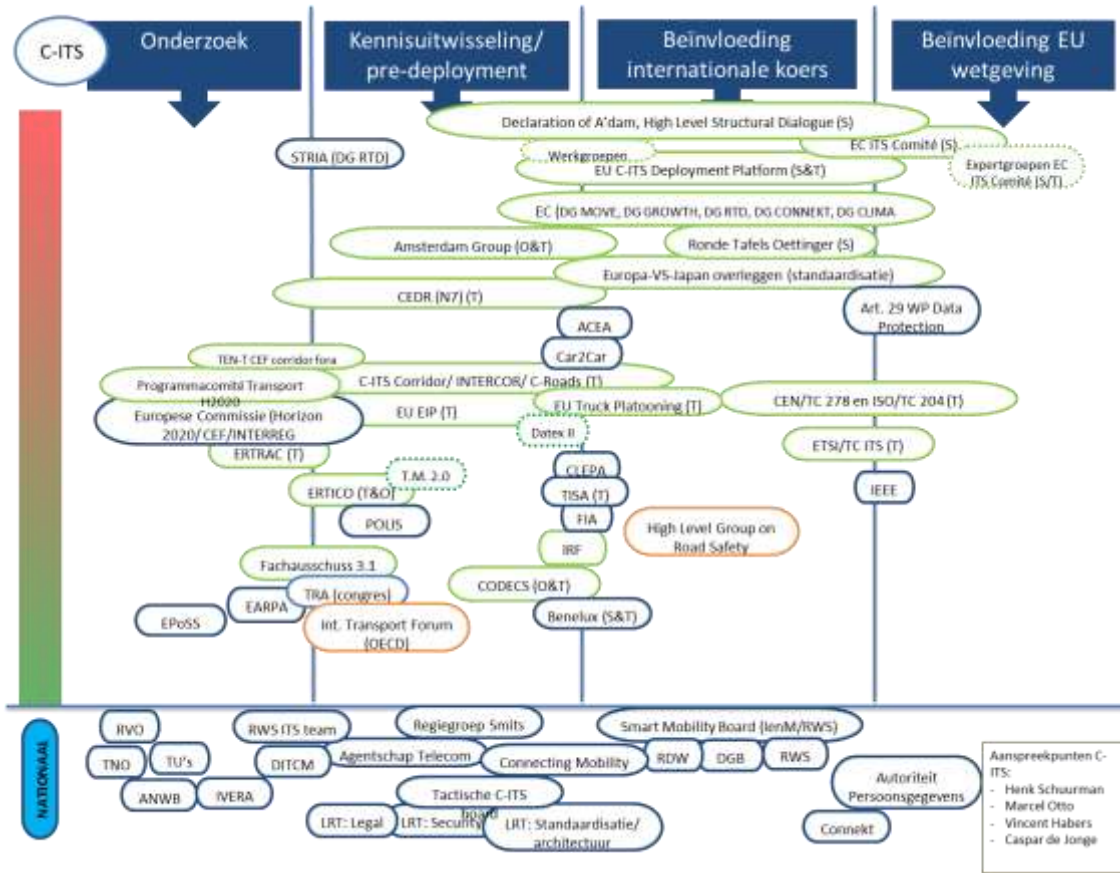 C-ITS
Onderzoek
Kennisuitwisseling/
pre-deployment
Beïnvloeding
internationale koers
Beïnvloeding EU
wetgeving
Declaration of A'dam, High Level Structural Dialogue (S)
EC ITS Comité (S)
STRIA (DG RTD)
Werkgroepen
Expertgroepen EC
ITS Comité (S/T)
EU C-ITS Deployment Platform (S&T)
EC (DG MOVE, DG GROWTH, DG RTD, DG CONNEKT, DG CLIMA
Amsterdam Group (O&T)
Ronde Tafels Oettinger (S)
Europa-VS-Japan overleggen (standaardisatie)
CEDR (N7) (T)
Art. 29 WP Data
Protection
ACEA
Car2Car
TEN-T CEF corridor fora
C-ITS Corridor/ INTERCOR/ C-Roads (T)
Programmacomité Transport
H2020
EU Truck Platooning (T)
CEN/TC 278 en ISO/TC 204 (T)
Europese Commissie (Horizon
2020/ CEF/INTERREG
EU EIP (T)
Datex II
ETSI/TC ITS (T)
ERTRAC (T)
T.M. 2.0
CLEPA
ERTICO (T&O)
TISA (T)
IEEE
POLIS
FIA
High Level Group on
Road Safety
IRF
Fachausschuss 3.1
CODECS (O&T)
TRA (congres)
EARPA
EPoSS
Int. Transport Forum
(OECD)
Benelux (S&T)
NATIONAAL
RVO
RWS ITS team
Regiegroep Smits
Smart Mobility Board (IenM/RWS)
TNO
TU's
DITCM
Agentschap Telecom
Connecting Mobility
RDW
DGB
RWS
ANWB
IVERA
Tactische C-ITS
board
Autoriteit
Persoonsgegevens
LRT: Legal
LRT: Security
LRT: Standaardisatie/
architectuur
Connekt
Aanspreekpunten C-
ITS:
- Henk Schuurman
- Marcel Otto
- Vincent Habers
- Caspar de Jonge